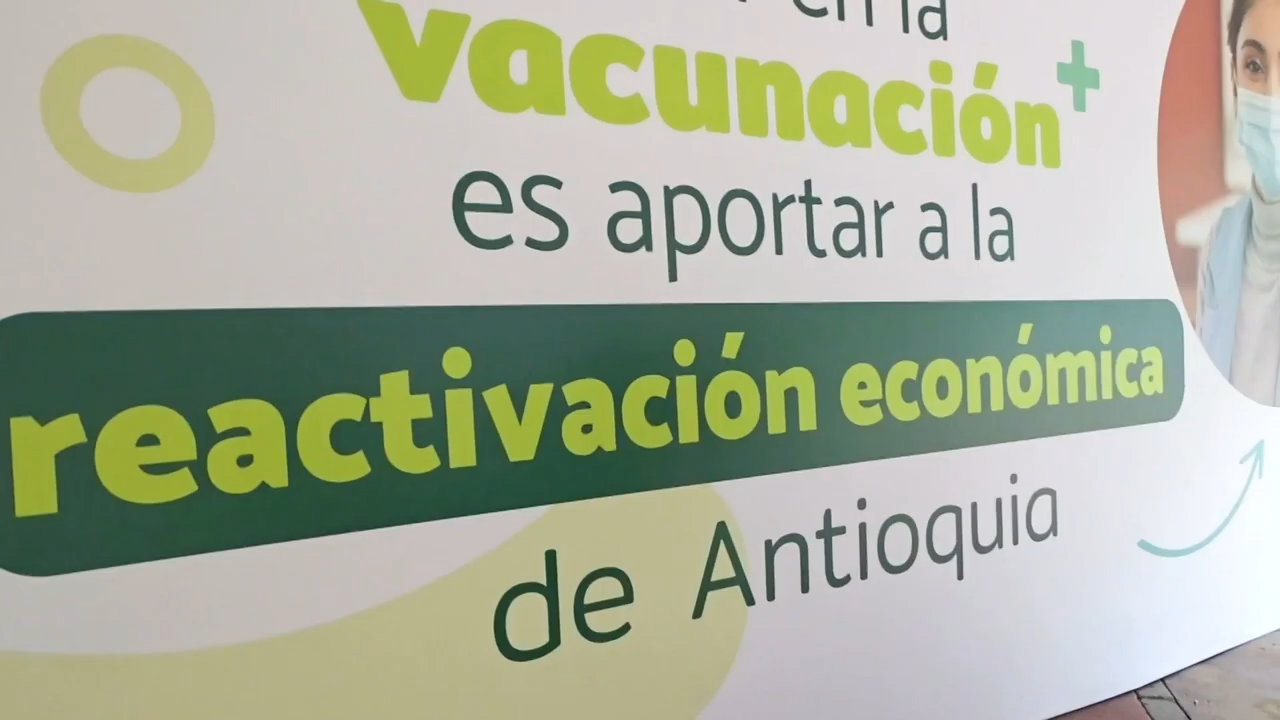 en la
vacunación+
es aportar a la
reactivación económica
de Antioquia